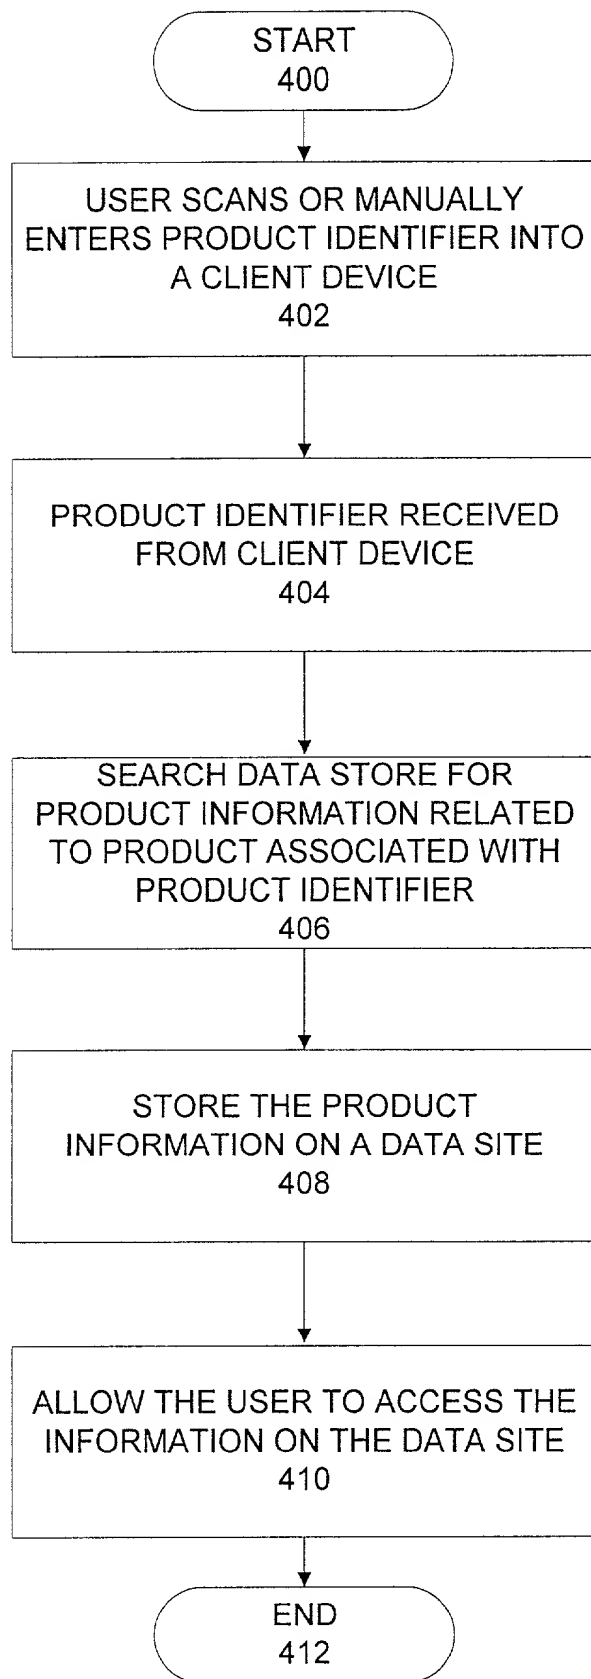 START
400
USER SCANS OR MANUALLY
ENTERS PRODUCT IDENTIFIER INTO
A CLIENT DEVICE
402
PRODUCT IDENTIFIER RECEIVED
FROM CLIENT DEVICE
404
SEARCH DATA STORE FOR
PRODUCT INFORMATION RELATED
TO PRODUCT ASSOCIATED WITH
PRODUCT IDENTIFIER
406
STORE THE PRODUCT
INFORMATION ON A DATA SITE
408
ALLOW THE USER TO ACCESS THE
INFORMATION ON THE DATA SITE
410
END
412